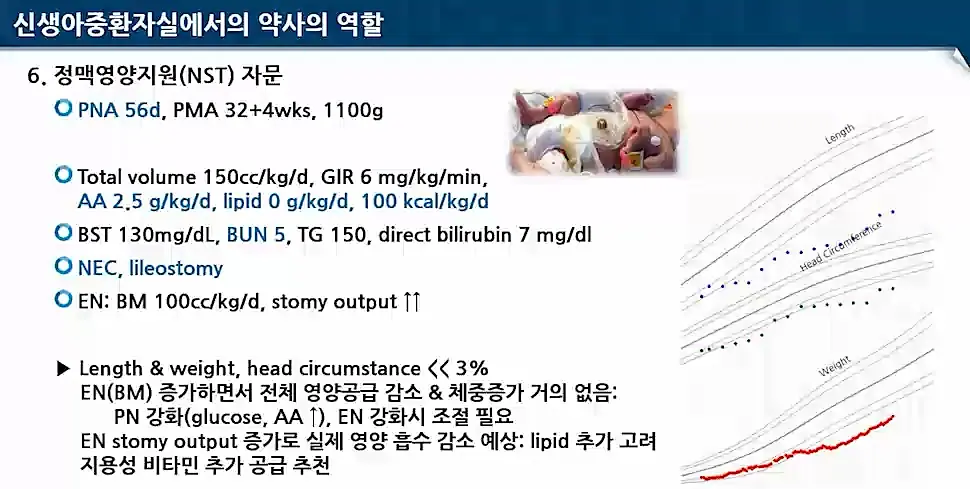 신생아중환자실에서의 약사의 역할
6. 정맥영양지원(NST) 자문
PNA 56d, PMA 32+4wks, 1100g
Total volume 150cc/kg/d, GIR 6 mg/kg/min,
AA 2.5 g/kg/d, lipid 0 g/kg/d, 100 kcal/kg/d
BST 130mg/dL, BUN 5, TG 150, direct bilirubin 7 mg/dl
NEC, lileostomy
EN: BM 100cc/kg/d, stomy output ↑↑
▶ Length & weight, head circumstance << 3%
EN(BM) 증가하면서 전체 영양공급 감소 & 체중증가 거의 없음:
PN 강화(glucose, AA ↑), EN 강화시 조절 필요
EN stomy output 증가로 실제 영양 흡수 감소 예상: lipid 추가 고려
지용성 비타민 추가 공급 추천
Length
Head Circumference
Weight